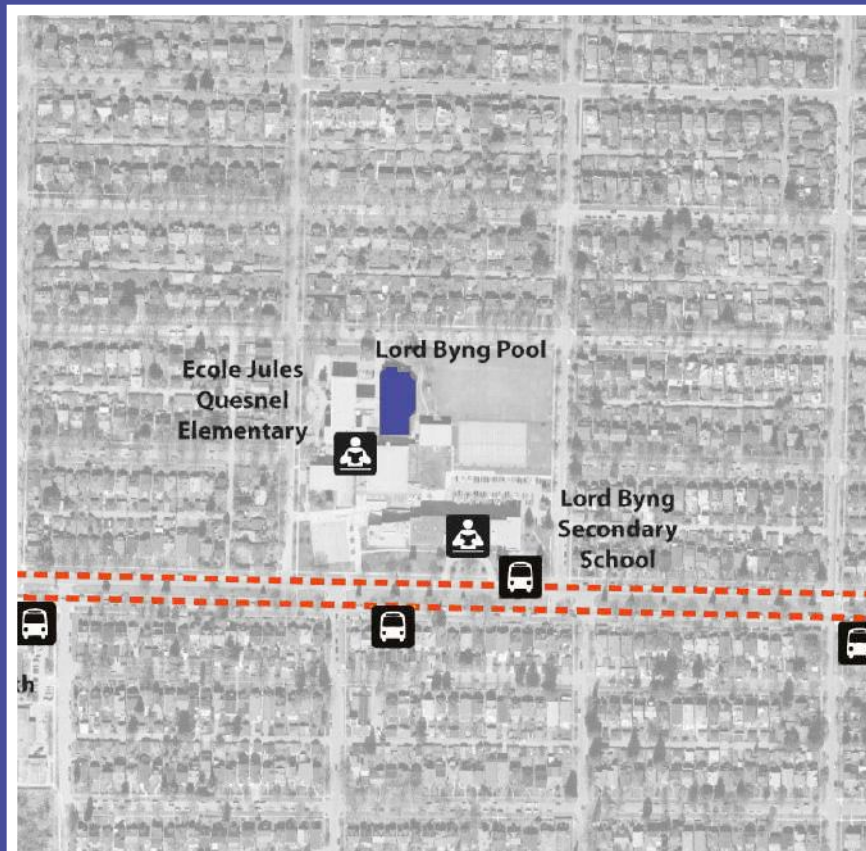 Lord Byng Pool
Ecole Jules
Quesnel
Elementary
Lord Byng
Secondary
School